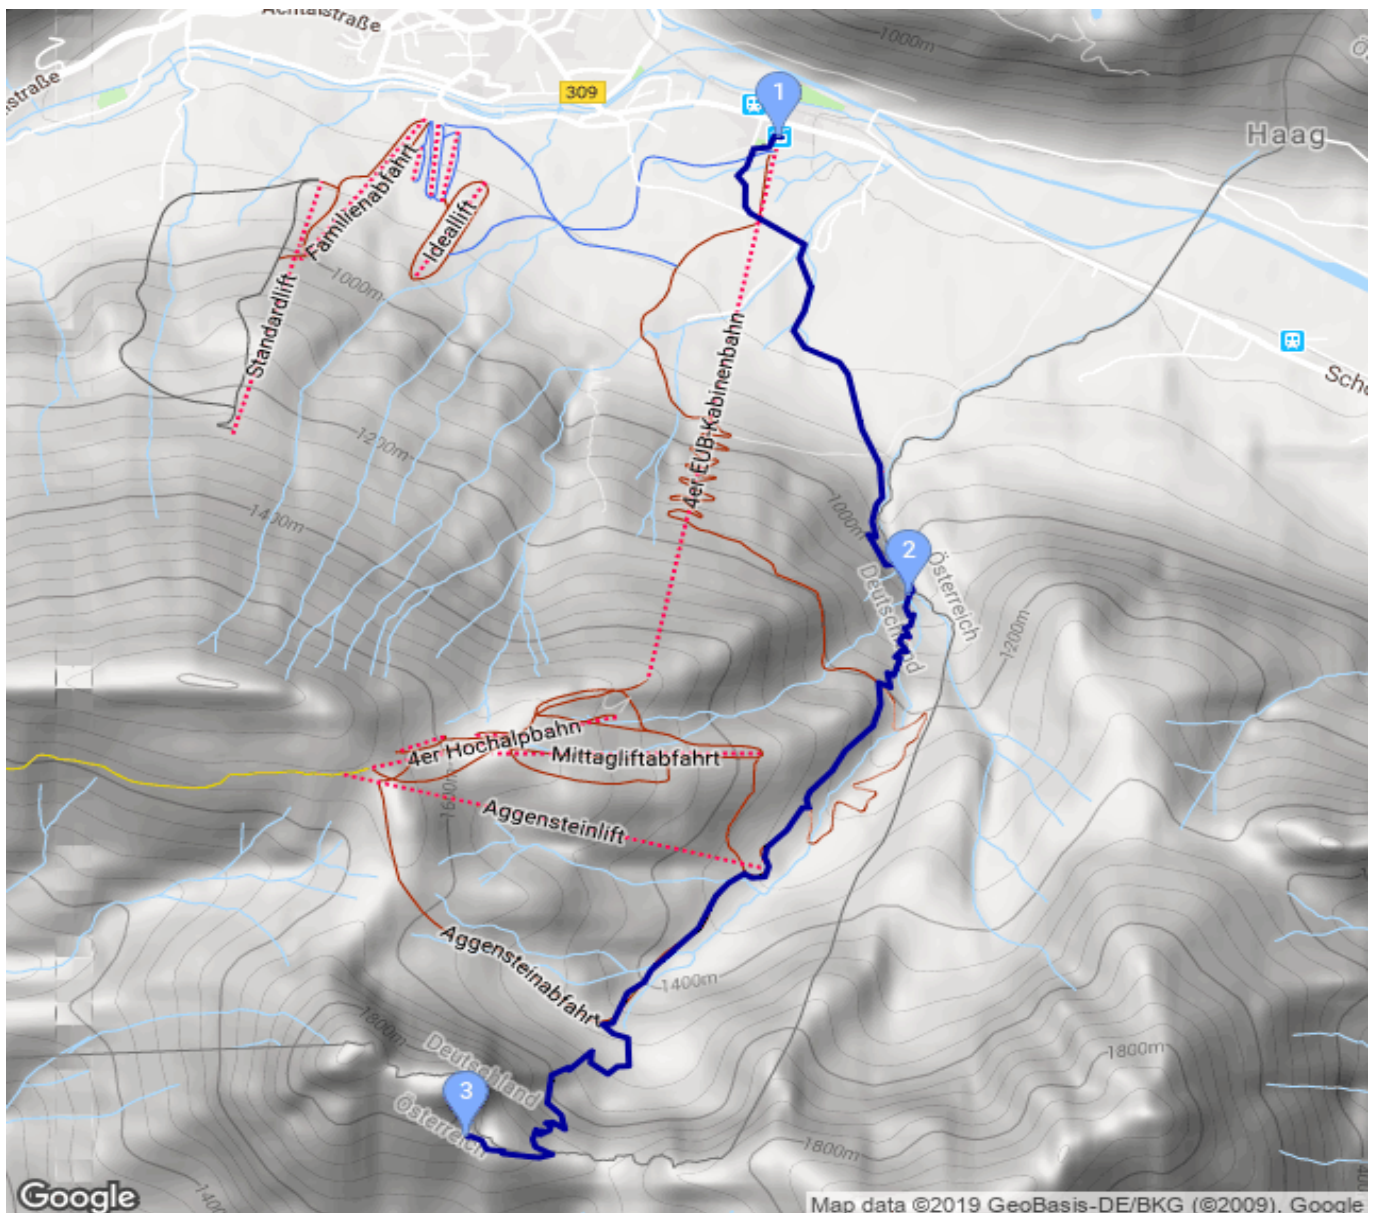 Achtalstraße
1000m
309
1
Haag
Familienabfahrt
Ideallift
1000m
Standardlift
4er EUB Kabinenbahn
1200m
1400m
1000m
2
Österreich
Deutschland
1200m
4er Hochalpbahn
Mittagliftabfahrt
1600m
Aggensteinlift
Aggensteinabfahrt
1400m
1800m
Deutschland
3
Österreich
1800m
1800m
1400m
Google
Map data ©2019 GeoBasis-DE/BKG (©2009), Google